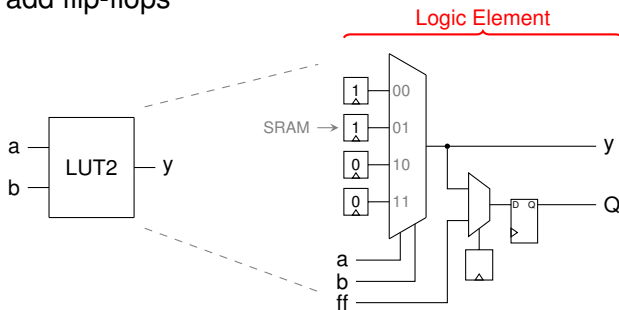 add flip-flops
Logic Element
1 00
SRAM 1 01
0 10
0 11
a
b
LUT2
y
y
D Q
Q
a
b
ff